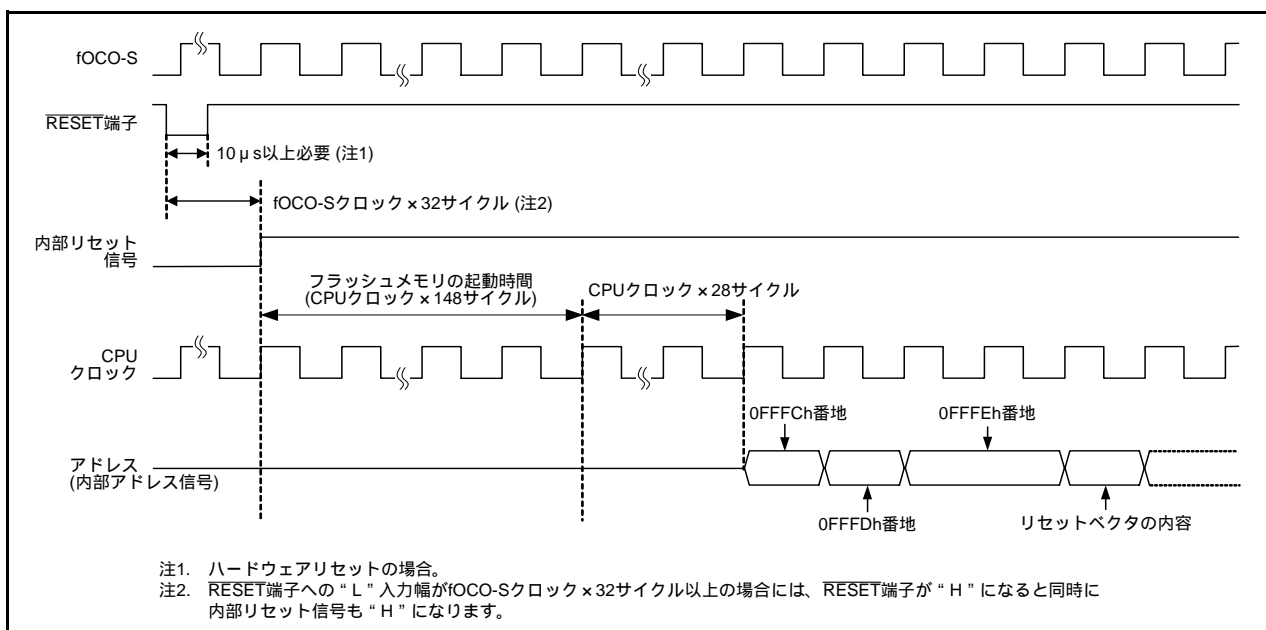 fOCO-S
RESET端子
10μs以上必要 (注1)
fOCO-Sクロック×32サイクル (注2)
内部リセット
信号
フラッシュメモリの起動時間
(CPUクロック×148サイクル)
CPUクロック×28サイクル
CPU
クロック
0FFFCh番地
0FFFEh番地
アドレス
(内部アドレス信号)
0FFFDh番地
リセットベクタの内容
注1. ハードウェアリセットの場合。
注2. RESET端子への“L”入力幅がfOCO-Sクロック×32サイクル以上の場合には、RESET端子が“H”になると同時に
内部リセット信号も“H”になります。